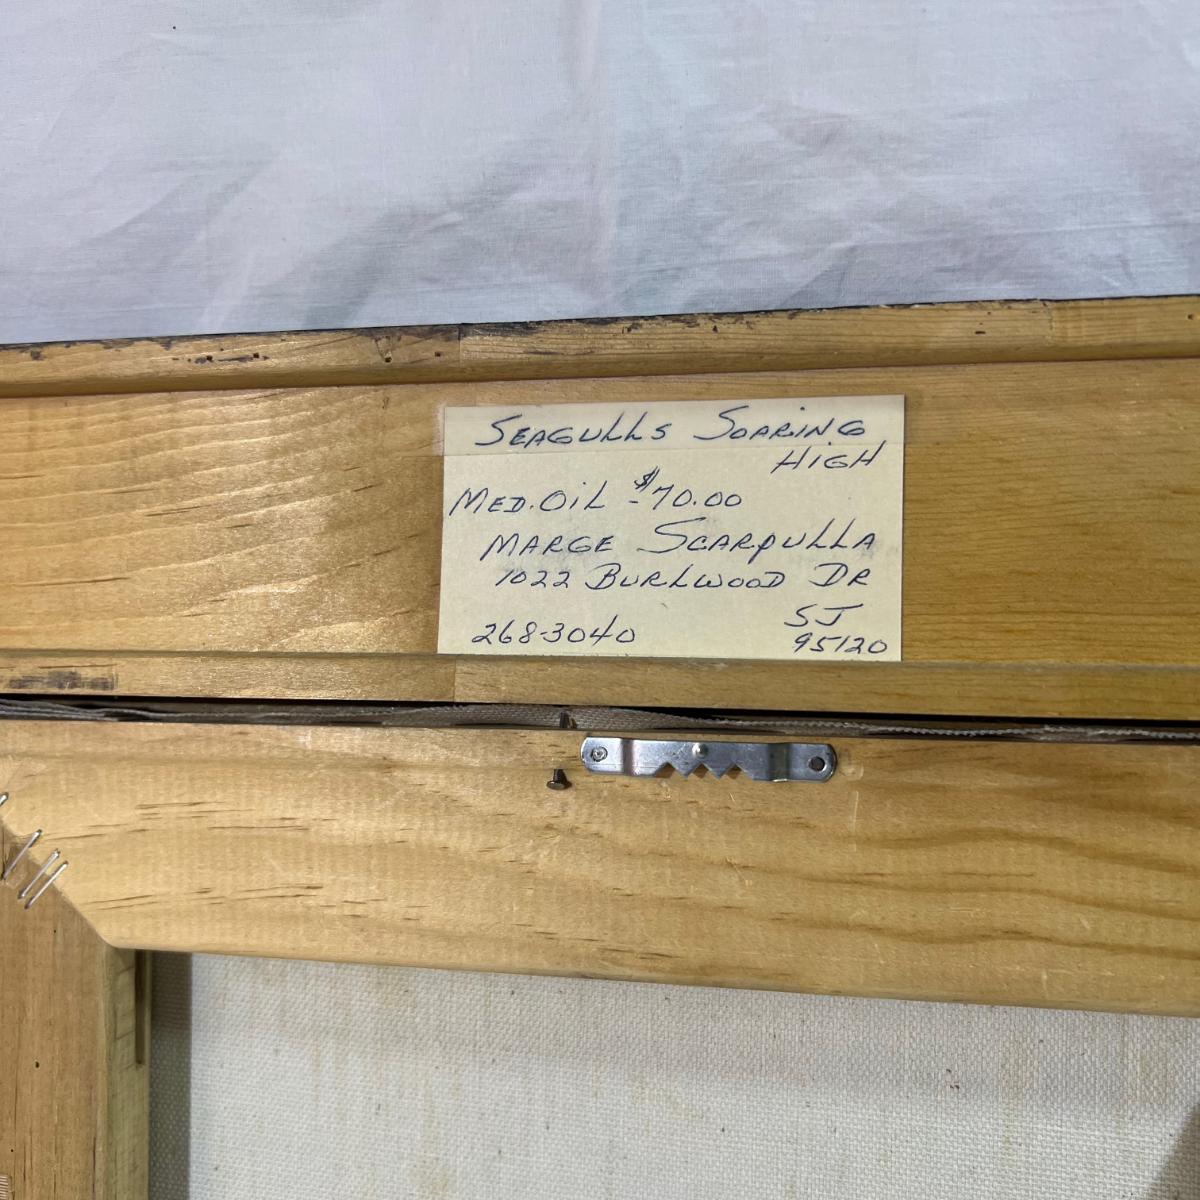 SEAGULLS SOARING
HIGH
MED. OIL - $70.00
MARGE SCARPULLA
1022 BURLWOOD DR
SJ
268-3040 95120